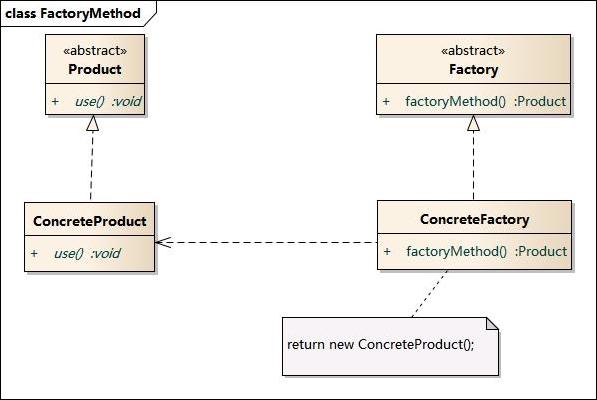 class FactoryMethod
«abstract»
Product
+ use() :void
«abstract»
Factory
+ factoryMethod() :Product
ConcreteProduct
+ use() :void
ConcreteFactory
+ factoryMethod() :Product
return new ConcreteProduct();